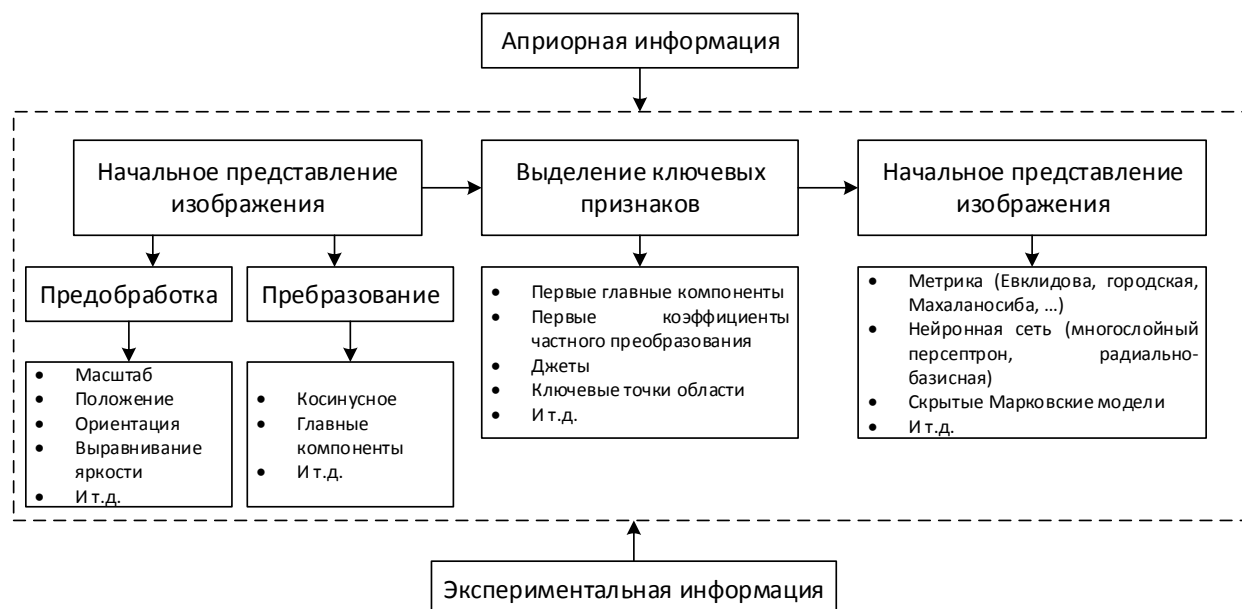 Априорная информация
Начальное представление
изображения
Выделение ключевых
признаков
Начальное представление
изображения
Предобработка
Пребразование
• Масштаб
• Положение
• Ориентация
• Выравнивание
яркости
• И т.д.
• Косинусное
• Главные
компоненты
• И т.д.
• Первые главные компоненты
• Первые коэффициенты
частного преобразования
• Джеты
• Ключевые точки области
• И т.д.
• Метрика (Евклидова, городская,
Махаланосиба, …)
• Нейронная сеть (многослойный
персептрон, радиально-
базисная)
• Скрытые Марковские модели
• И т.д.
Экспериментальная информация